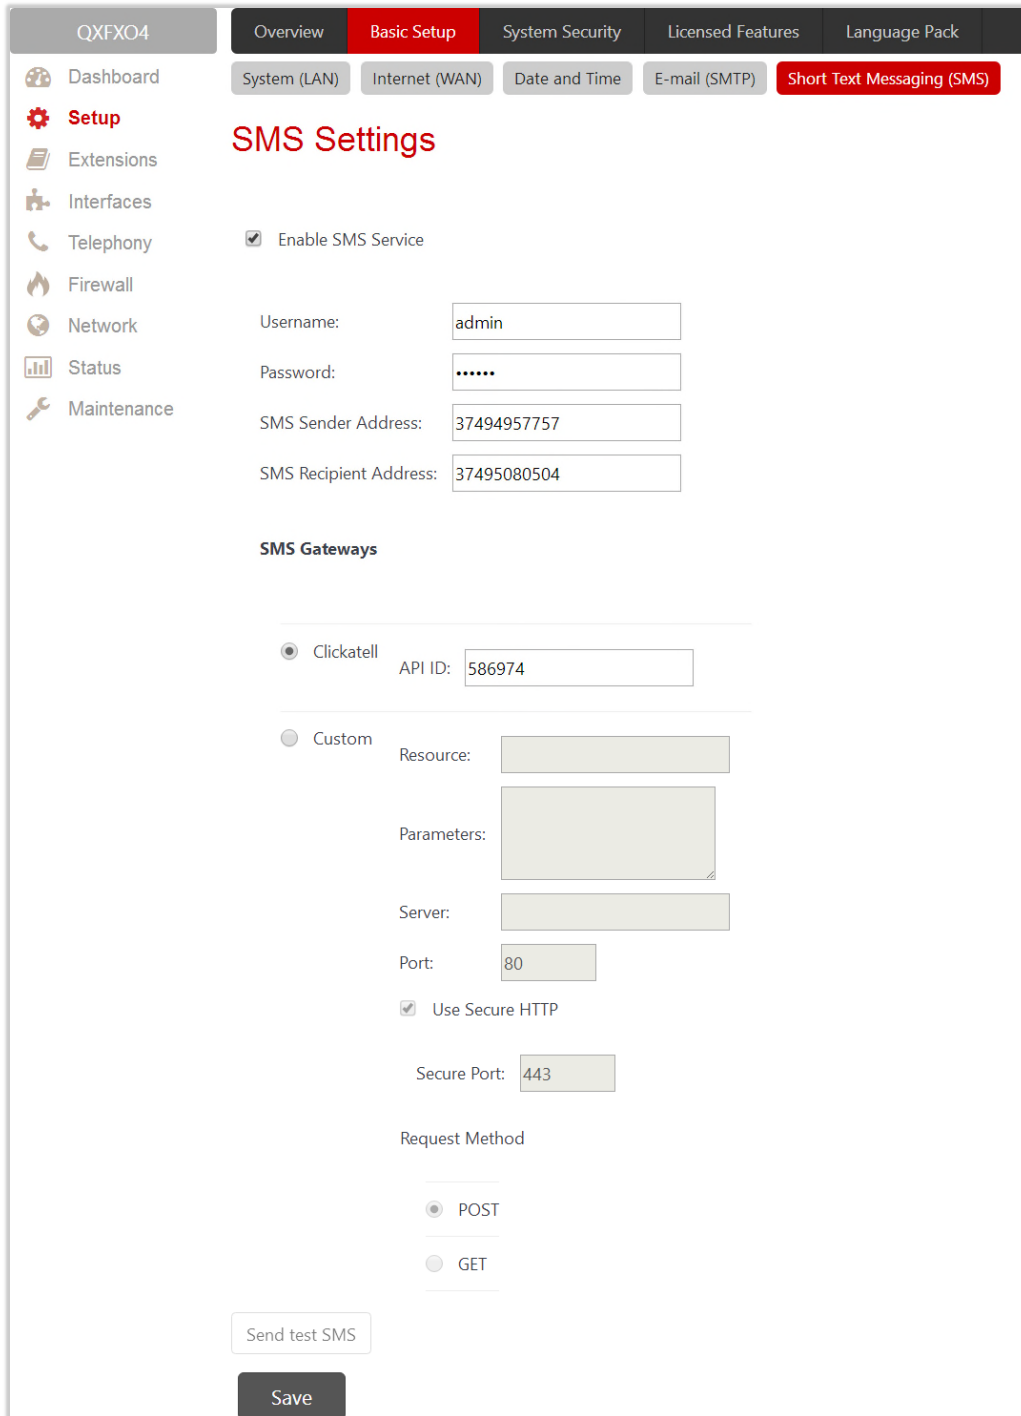 QXFXO4
Overview Basic Setup System Security Licensed Features Language Pack
Dashboard
Setup
Extensions
Interfaces
Telephony
Firewall
Network
Status
Maintenance
System (LAN) Internet (WAN) Date and Time E-mail (SMTP) Short Text Messaging (SMS)
SMS Settings
Enable SMS Service
Username: admin
Password: ••••••
SMS Sender Address: 37494957757
SMS Recipient Address: 37495080504
SMS Gateways
Clickatell
API ID: 586974
Custom
Resource:
Parameters:
Server:
Port: 80
Use Secure HTTP
Secure Port: 443
Request Method
POST
GET
Send test SMS
Save